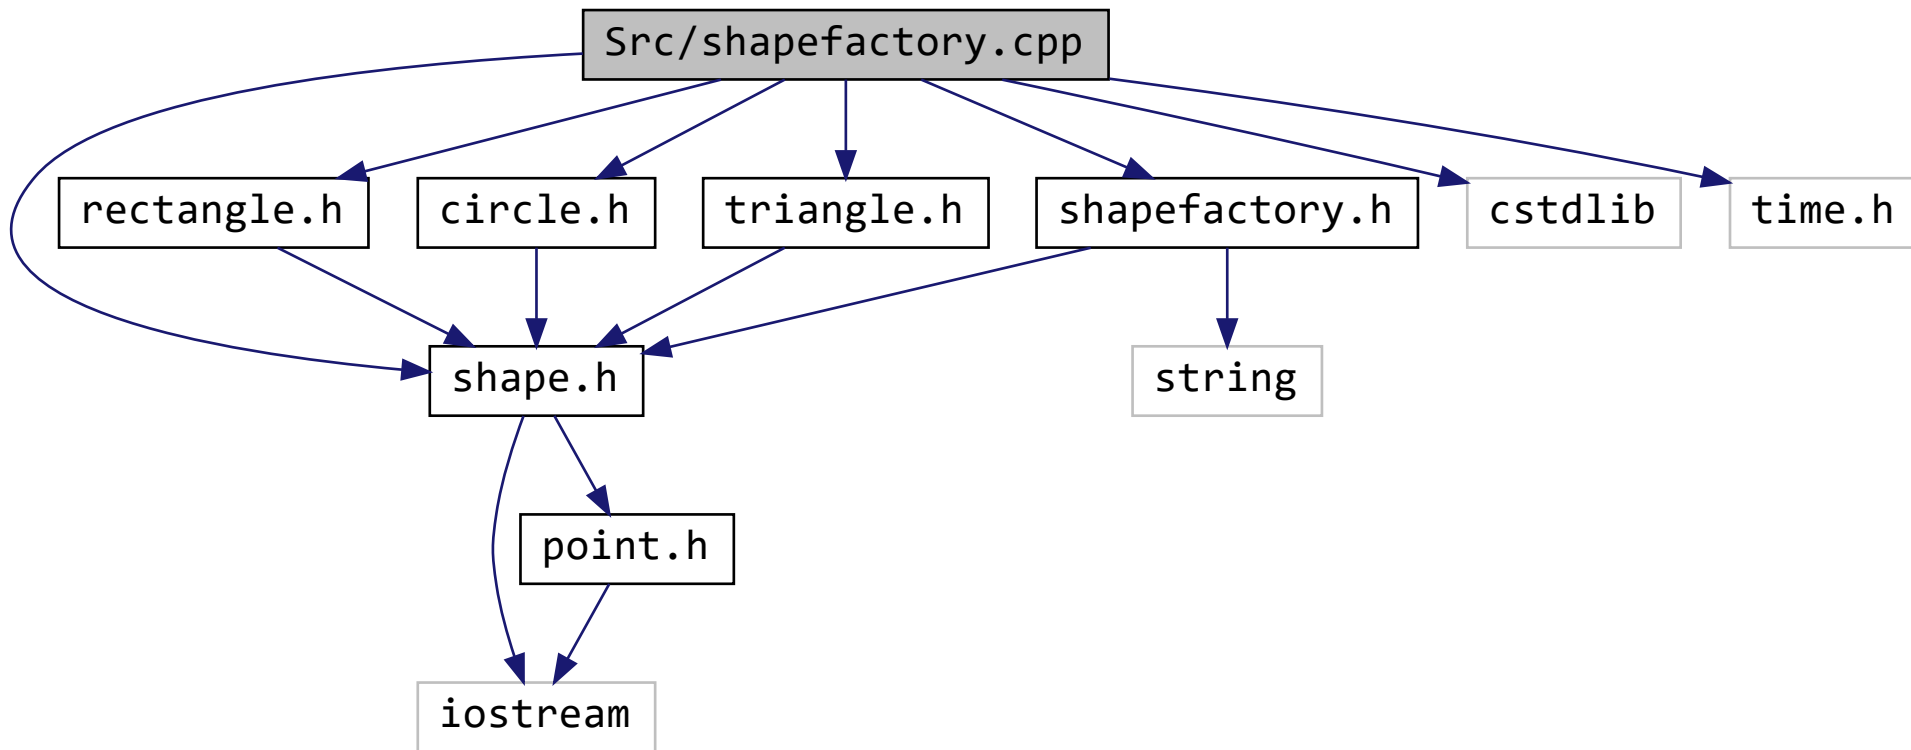 Src/shapefactory.cpp
rectangle.h
circle.h
triangle.h
shapefactory.h
cstdlib
time.h
shape.h
string
point.h
iostream